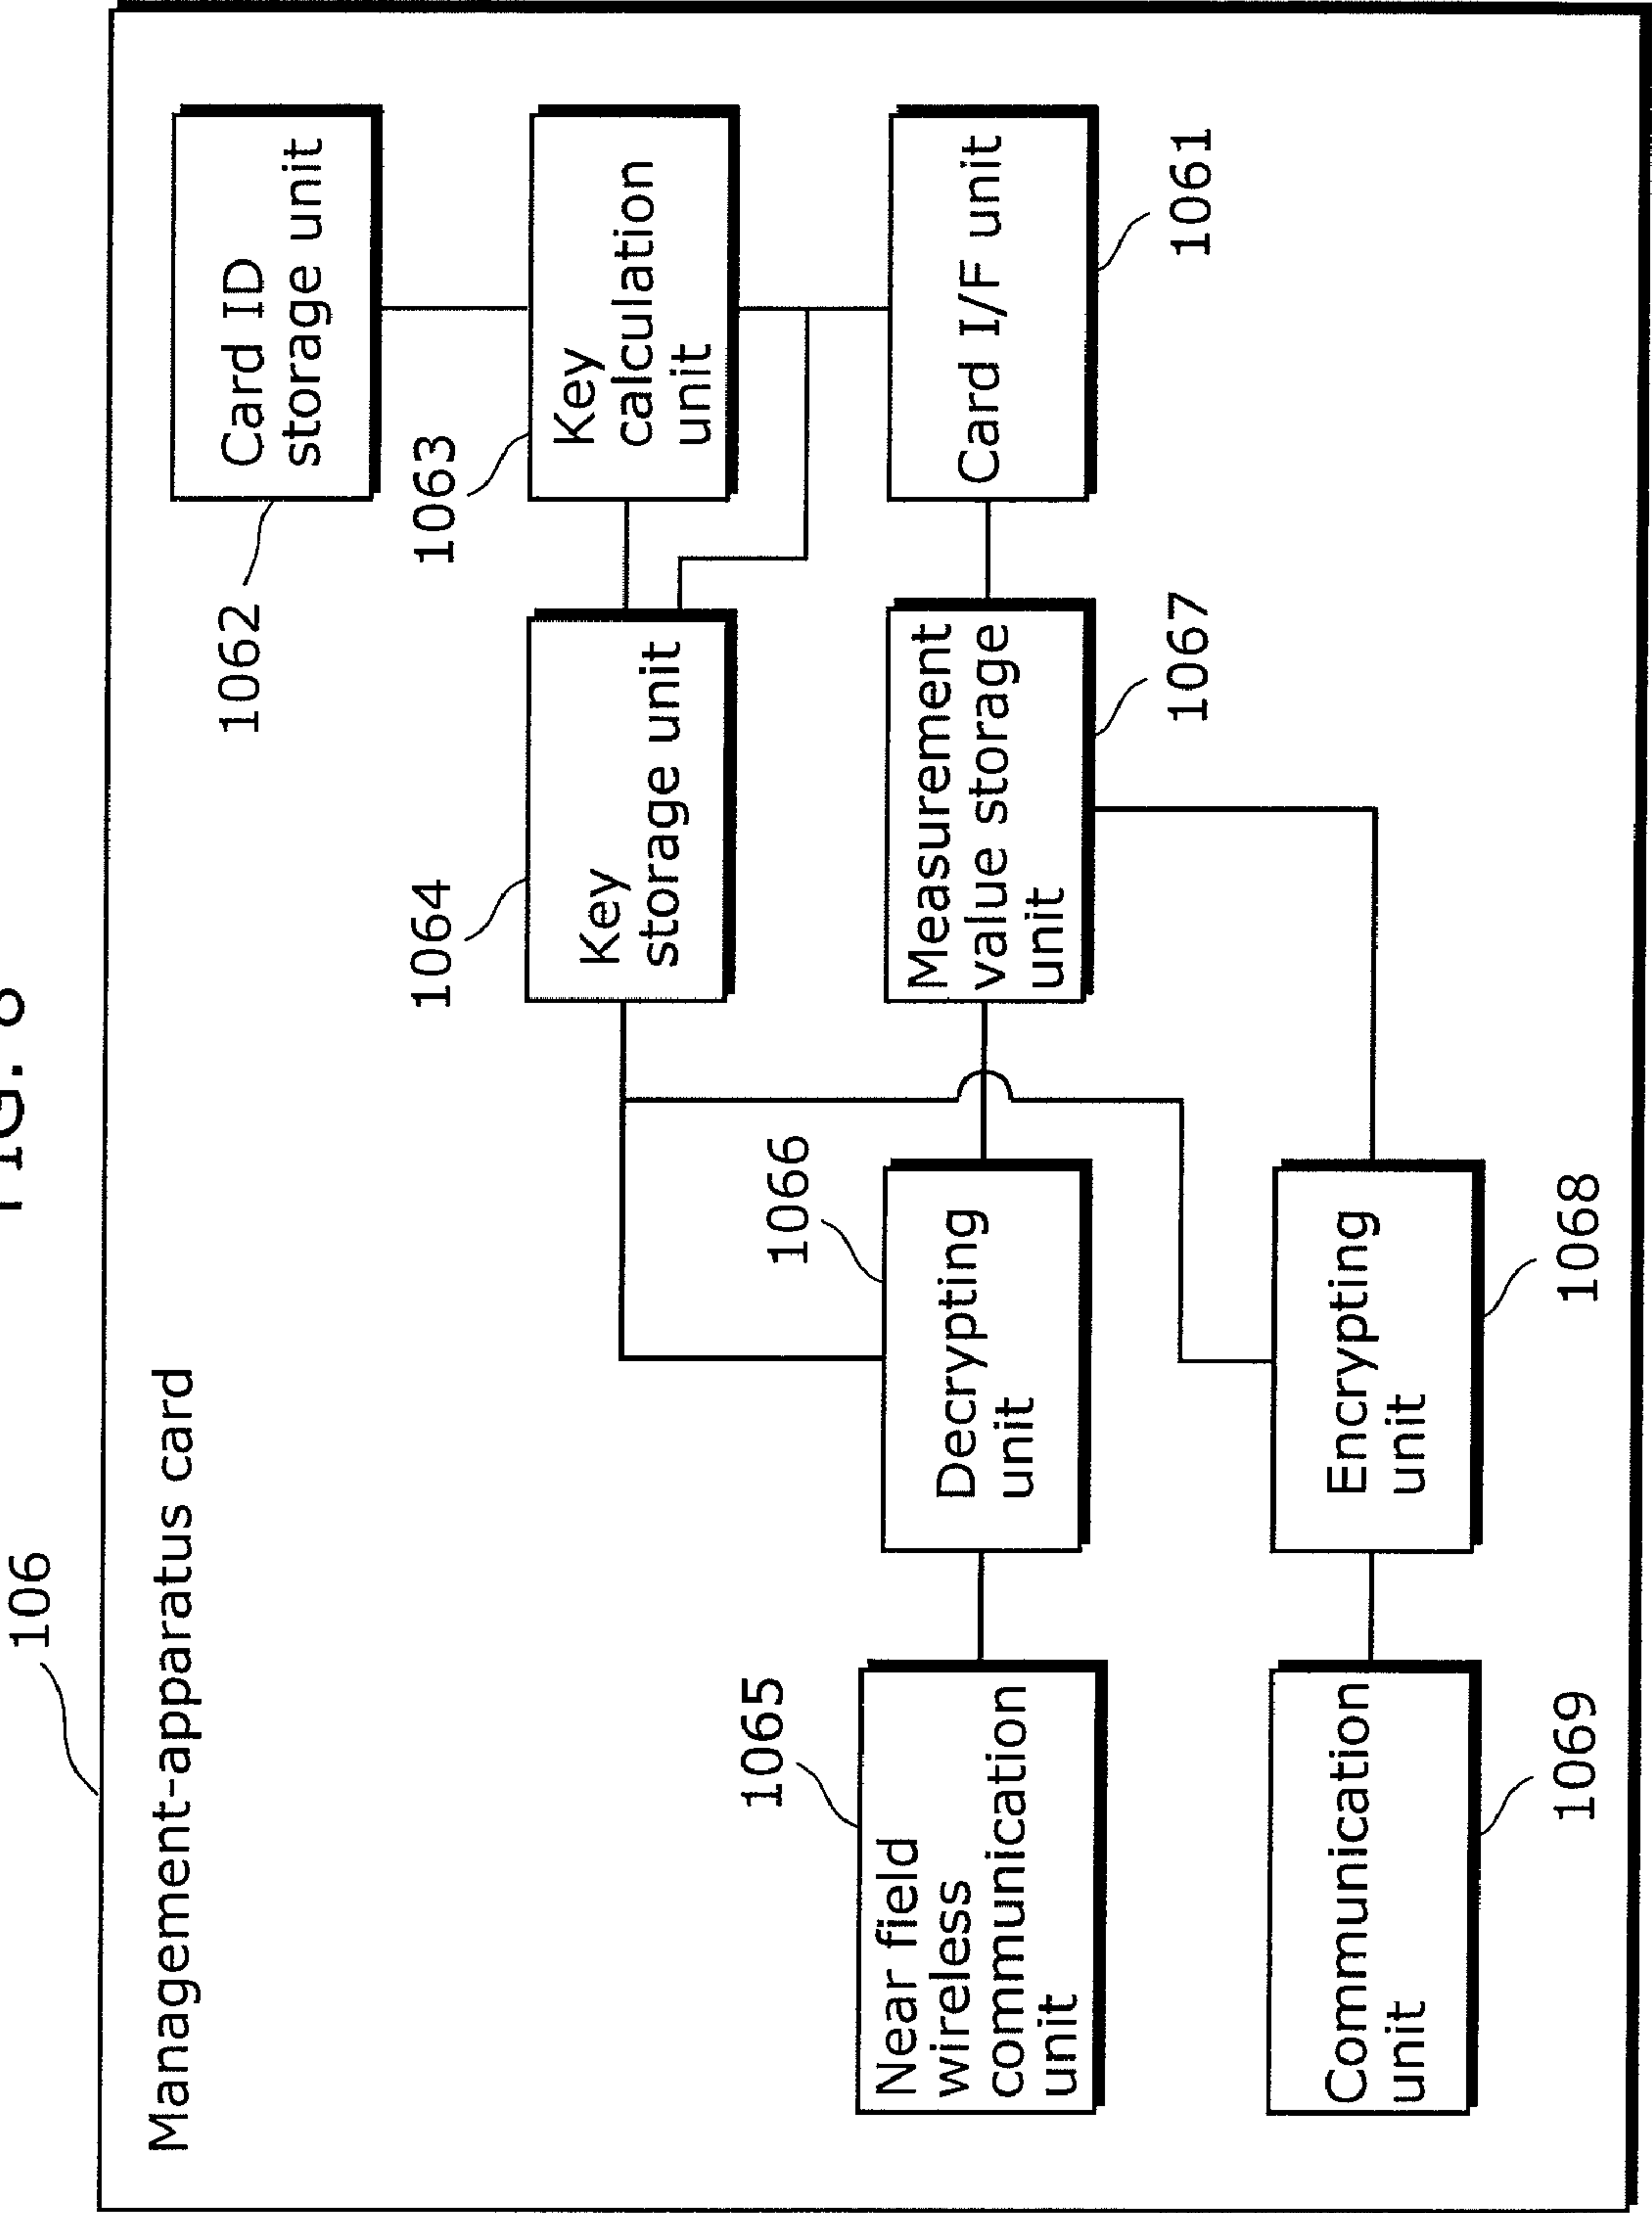 FIG.
106
Management-apparatus card
Card ID
storage unit
1062
1064
1063
Key
storage unit
Key
calculation
unit
1065
1066
Near field
wireless
communication
unit
Decrypting
unit
Measurement
value storage
unit
Card I/F unit
1067
1061
Communication
unit
Encrypting
unit
1069
1068